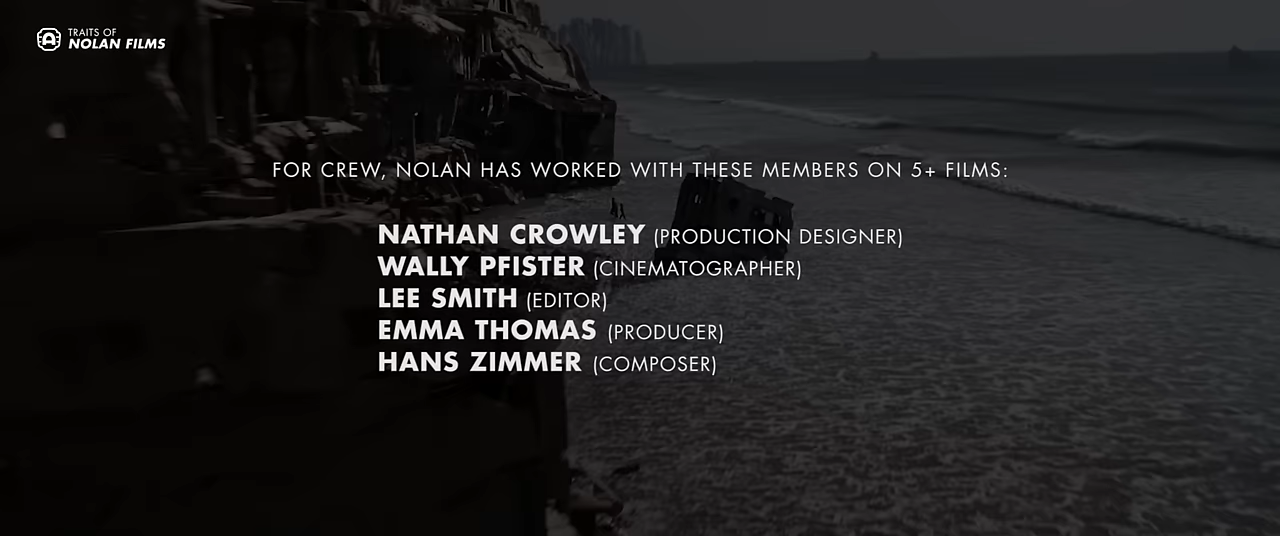 TRAITS OF
NOLAN FILMS
FOR CREW, NOLAN HAS WORKED WITH THESE MEMBERS ON 5+ FILMS:
NATHAN CROWLEY (PRODUCTION DESIGNER)
WALLY PFISTER (CINEMATOGRAPHER)
LEE SMITH (EDITOR)
EMMA THOMAS (PRODUCER)
HANS ZIMMER (COMPOSER)